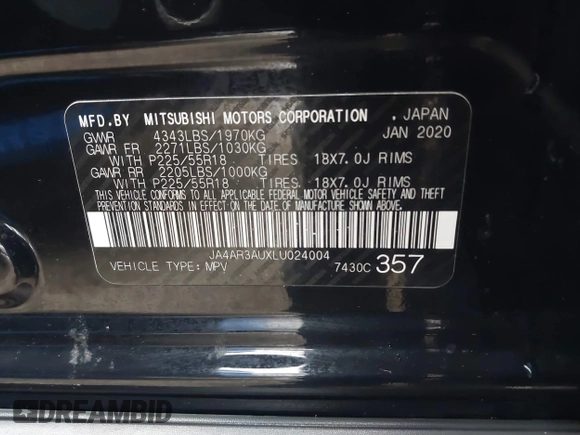 MFD.BY MITSUBISHI MOTORS CORPORATION . JAPAN
GVWR 4343LBS/1970KG JAN 2020
GAWR FR 2271LBS/1030KG
WITH P225/55R18 TIRES 18X7.0J RIMS
GAWR RR 2205LBS/1000KG
WITH P225/55R18 TIRES. 18X7.0J RIMS
THIS VEHICLE CONFORMS TO ALL APPLICABLE FEDERAL MOTOR VEHICLE SAFETY AND THEFT
PREVENTION STANDARDS IN EFFECT ON THE DATE OF MANUFACTURE SHOWN ABOVE.
JA4AR3AUXLU024004
VEHICLE TYPE:MPV 7430C 357
DREAMBID